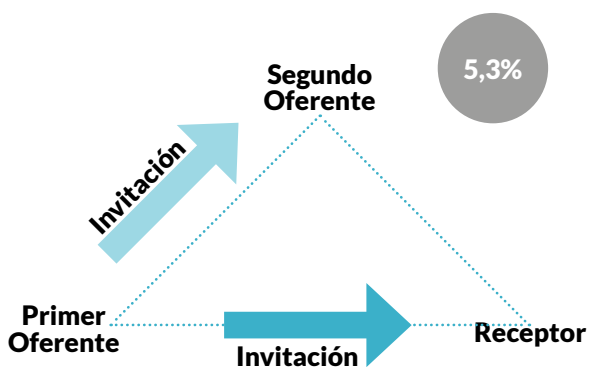 5,3%
Segundo
Oferente
Invitación
Primer
Oferente
Receptor
Invitación